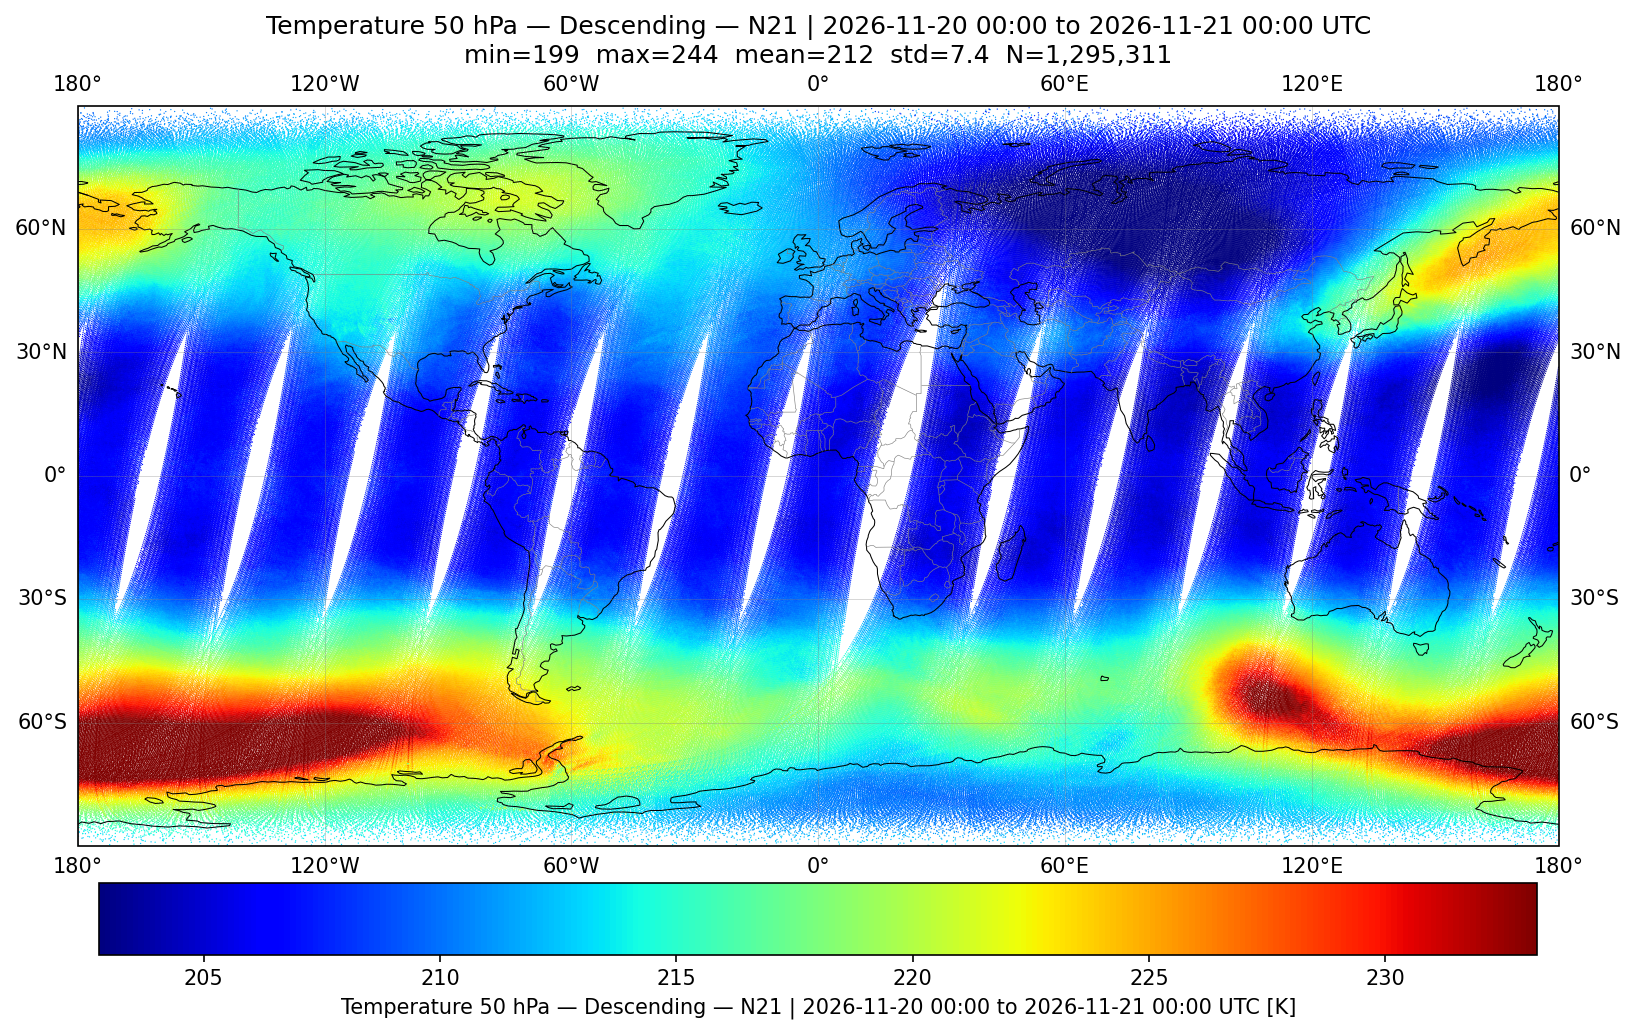 Temperature 50 hPa — Descending — N21 | 2026-11-20 00:00 to 2026-11-21 00:00 UTC
min=199 max=244 mean=212 std=7.4 N=1,295,311
180° 120°W 60°W 0° 60°E 120°E 180°
60°N 60°N
30°N 30°N
0° 0°
30°S 30°S
60°S 60°S
180° 120°W 60°W 0° 60°E 120°E 180°
205 210 215 220 225 230
Temperature 50 hPa — Descending — N21 | 2026-11-20 00:00 to 2026-11-21 00:00 UTC [K]